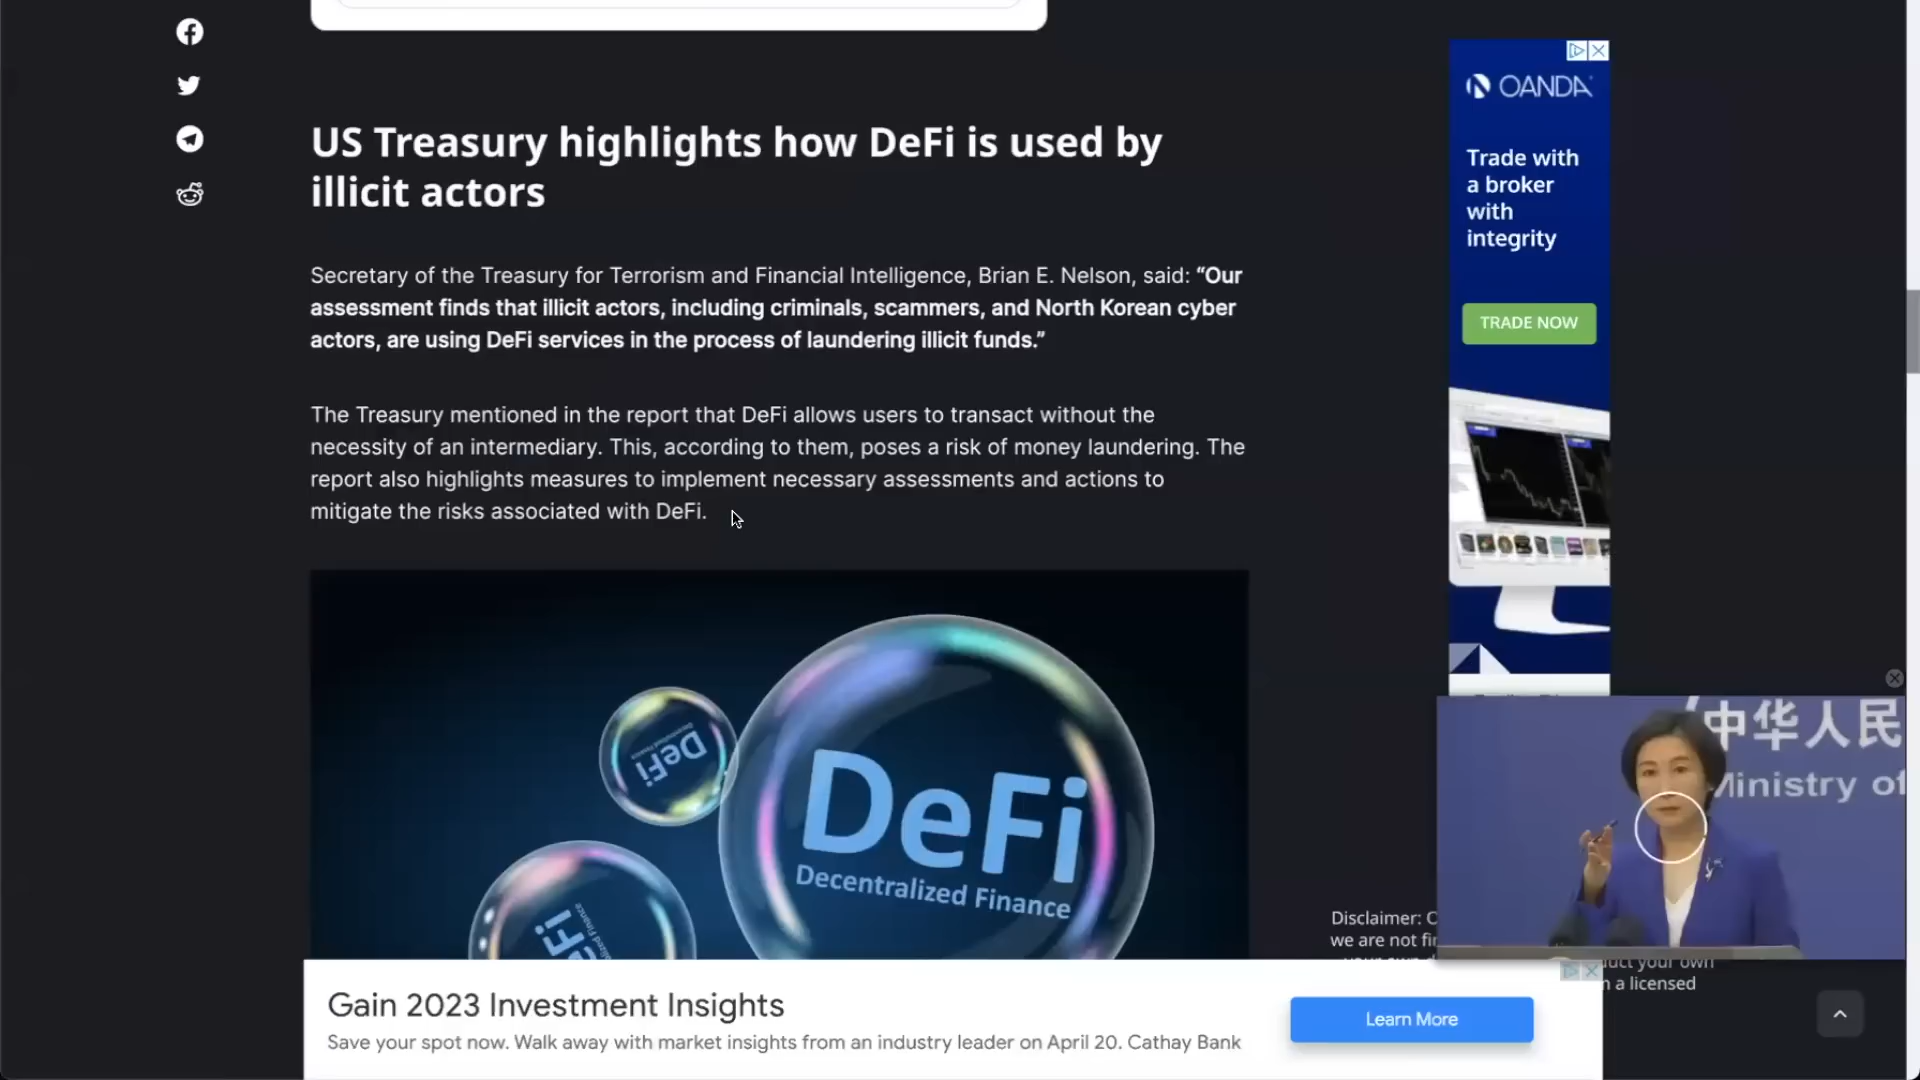 US Treasury highlights how DeFi is used by
illicit actors
Secretary of the Treasury for Terrorism and Financial Intelligence, Brian E. Nelson, said: “Our
assessment finds that illicit actors, including criminals, scammers, and North Korean cyber
actors, are using DeFi services in the process of laundering illicit funds.”
The Treasury mentioned in the report that DeFi allows users to transact without the
necessity of an intermediary. This, according to them, poses a risk of money laundering. The
report also highlights measures to implement necessary assessments and actions to
mitigate the risks associated with DeFi.
DeFi
Decentralized Finance
DeFi
Decentralized Finance
DeFi
OANDA
Trade with
a broker
with
integrity
TRADE NOW
中华人民
Ministry of
Disclaimer:
we are not
your own
a licensed
Gain 2023 Investment Insights
Save your spot now. Walk away with market insights from an industry leader on April 20. Cathay Bank
Learn More